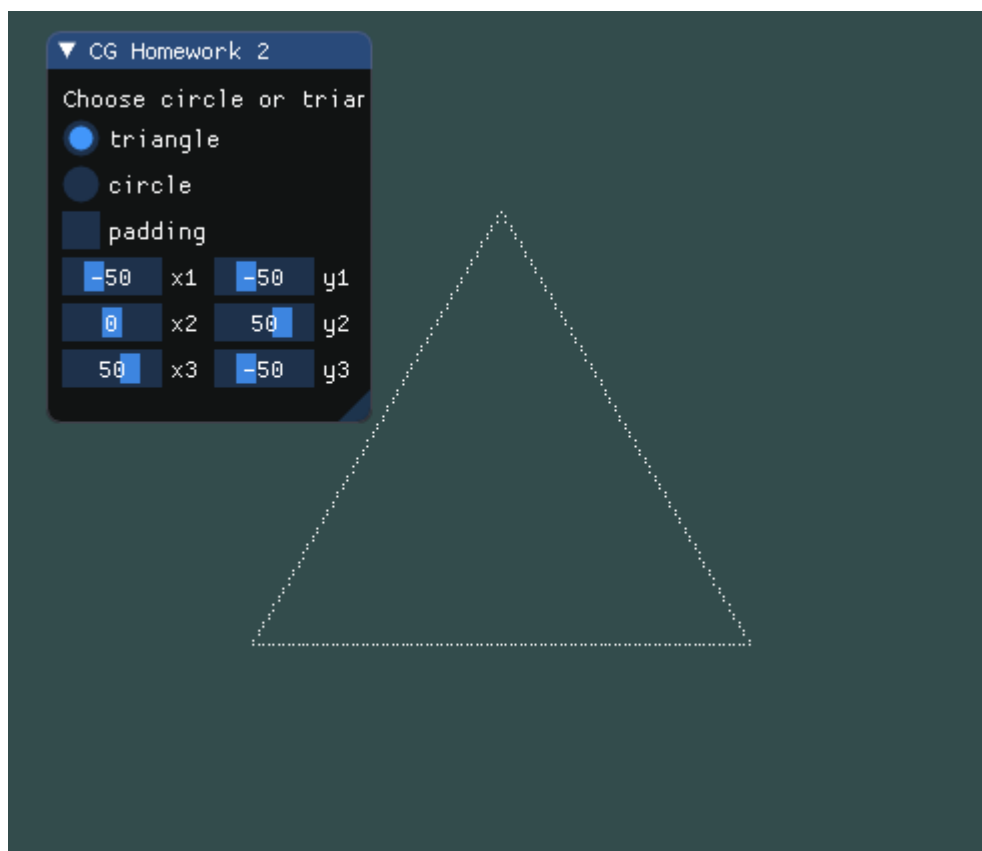 CG Homework 2
Choose circle or triar
triangle
circle
padding
-50 x1 -50 y1
0 x2 50 y2
50 x3 -50 y3